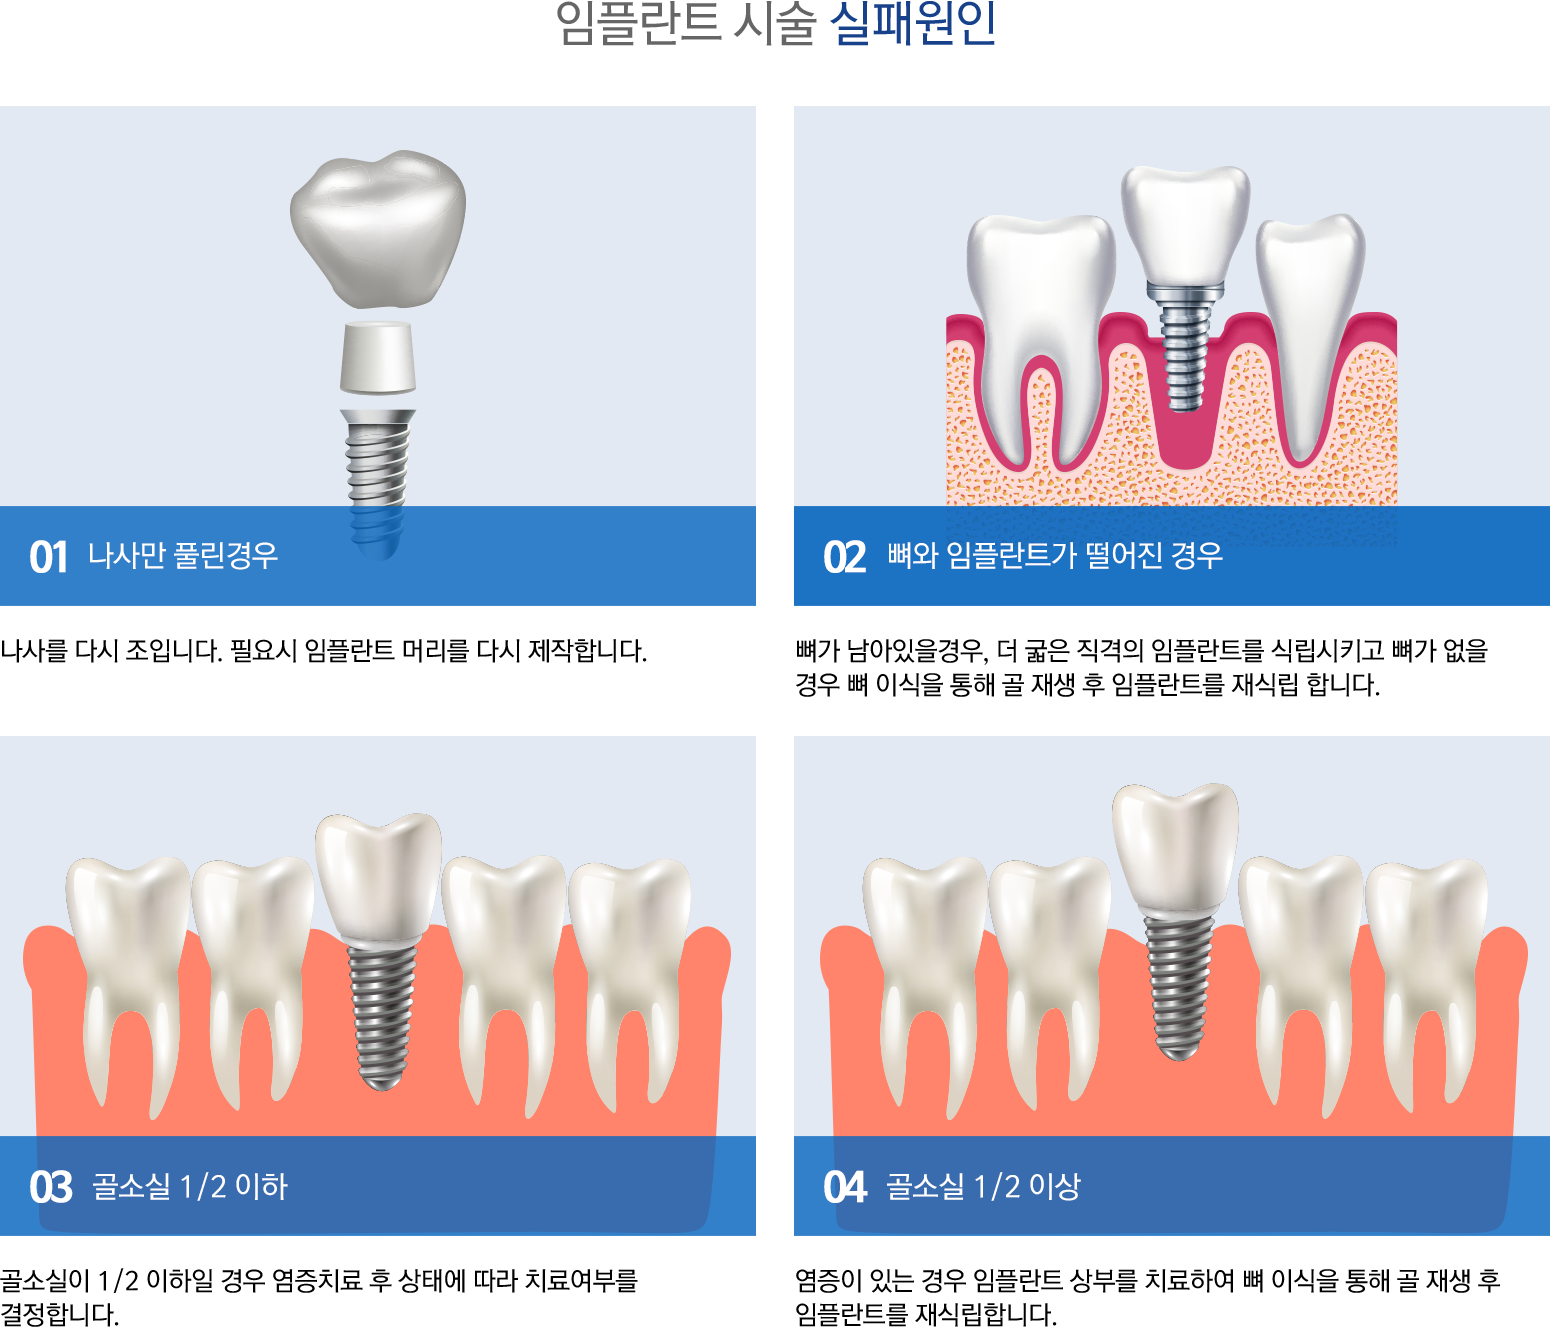 임플란트 시술 실패원인
01 나사만 풀린경우
나사를 다시 조입니다. 필요시 임플란트 머리를 다시 제작합니다.
02 뼈와 임플란트가 떨어진 경우
뼈가 남아있을경우, 더 굵은 직격의 임플란트를 식립시키고 뼈가 없을
경우 뼈 이식을 통해 골 재생 후 임플란트를 재식립 합니다.
03 골소실 1/2 이하
골소실이 1/2 이하일 경우 염증치료 후 상태에 따라 치료여부를
결정합니다.
04 골소실 1/2 이상
염증이 있는 경우 임플란트 상부를 치료하여 뼈 이식을 통해 골 재생 후
임플란트를 재식립합니다.